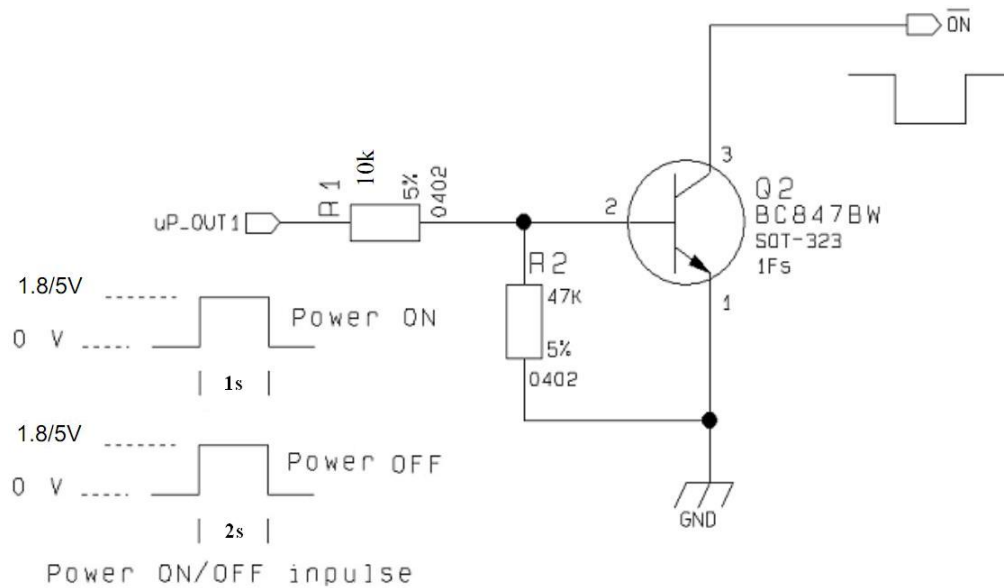 ON
3
Q2
BC847BW
SOT-323
1Fs
2
1
uP_OUT1
R1
10k
5%
0402
R2
47K
5%
0402
GND
1.8/5V
0 V
Power ON
1s
1.8/5V
0 V
Power OFF
2s
Power ON/OFF inpulse